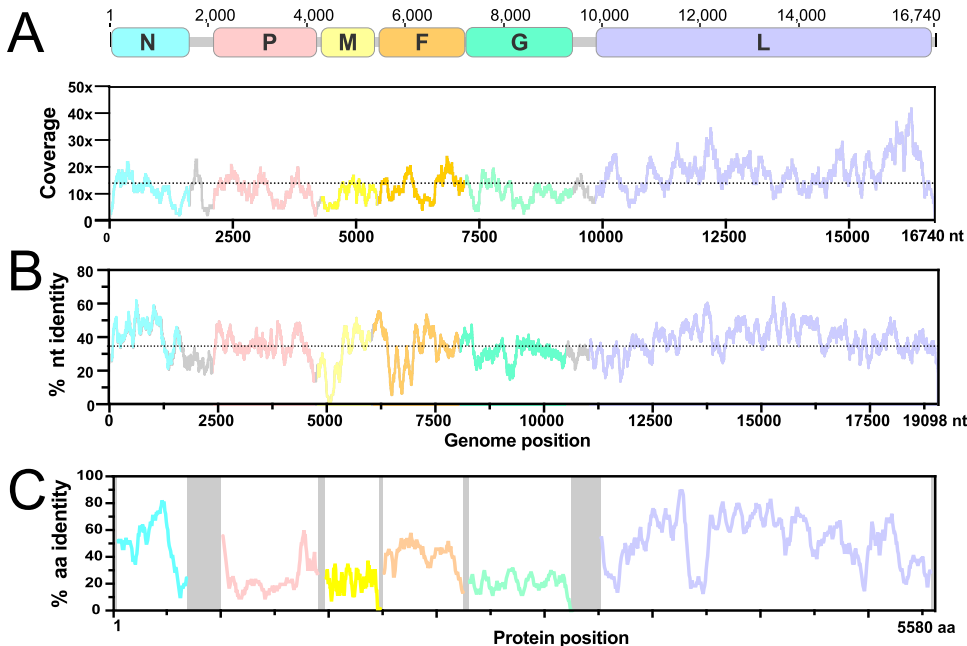 A
1 2,000 4,000 6,000 8,000 10,000 12,000 14,000 16,740
N P M F G L
Coverage
50x
40x
30x
20x
10x
0
0 2500 5000 7500 10000 12500 15000 16740 nt
B
% nt identity
80
60
40
20
0
0 2500 5000 7500 10000 12500 15000 17500 19098 nt
Genome position
C
% aa identity
100
80
60
40
20
0
1 5580 aa
Protein position